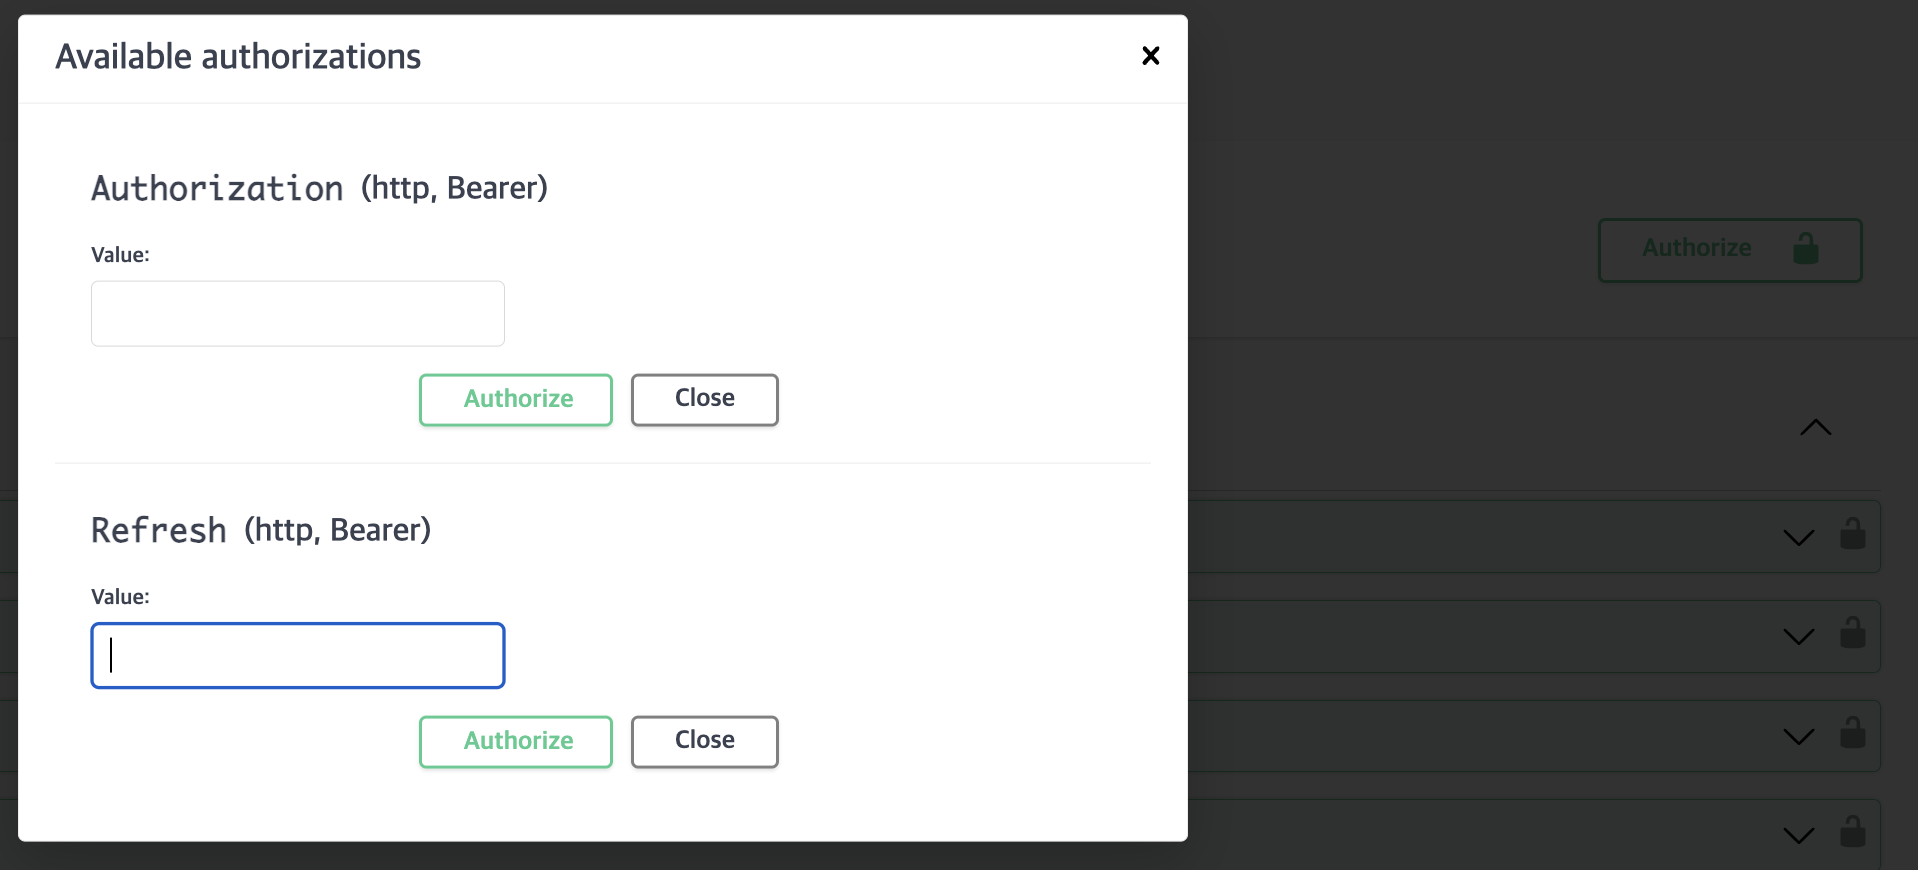 Available authorizations
Authorization (http, Bearer)
Value:
Authorize Close
Refresh (http, Bearer)
Value:
Authorize Close
Authorize